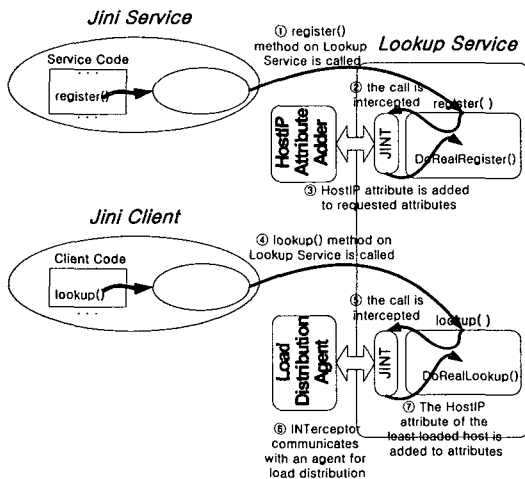 Jini Service
Service Code
. . .
register()
. . .
① register()
method on Lookup
Service is called
Lookup Service
② the call is
intercepted
register( )
HostIP
Attribute
Adder
JINT
DoRealRegister()
③ HostIP attribute is added
to requested attributes
Jini Client
Client Code
. . .
lookup()
. . .
④ lookup() method on
Lookup Service is called
⑤ the call is
intercepted
lookup( )
Load
Distribution
Agent
JINT
DoRealLookup()
⑥ INTerceptor
communicates
with an agent for
load distribution
⑦ The HostIP
attribute of the
least loaded host is
added to attributes